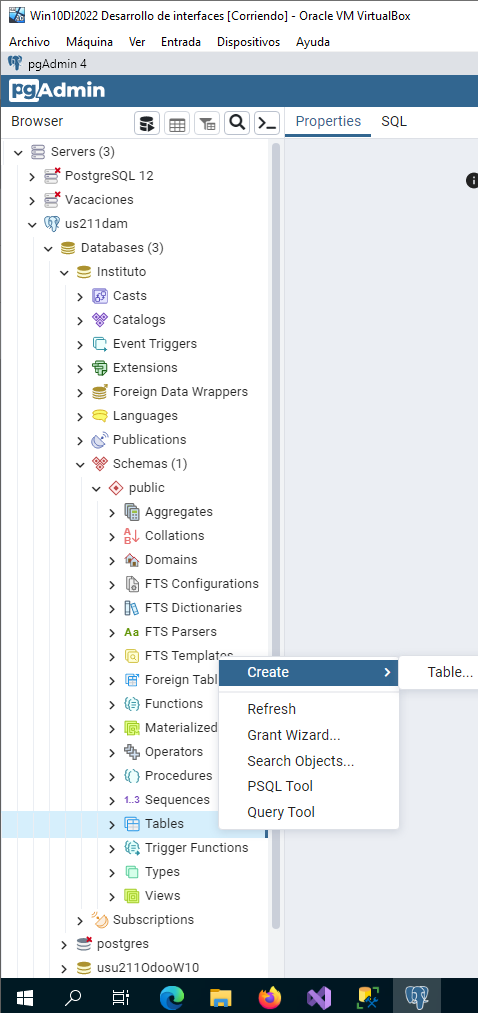 Win10DI2022 Desarrollo de interfaces [Corriendo] - Oracle VM VirtualBox
Archivo Máquina Ver Entrada Dispositivos Ayuda
pgAdmin 4
pgAdmin
Browser
Properties SQL
Servers (3)
PostgreSQL 12
Vacaciones
us211dam
Databases (3)
Instituto
Casts
Catalogs
Event Triggers
Extensions
Foreign Data Wrappers
Languages
Publications
Schemas (1)
public
Aggregates
Collations
Domains
FTS Configurations
FTS Dictionaries
Aa FTS Parsers
FTS Templates
Foreign Tabl
Functions
Materialized
Operators
Procedures
1..3 Sequences
Tables
Trigger Functions
Types
Views
Subscriptions
postgres
usu211OdooW10
Create
Table...
Refresh
Grant Wizard...
Search Objects...
PSQL Tool
Query Tool